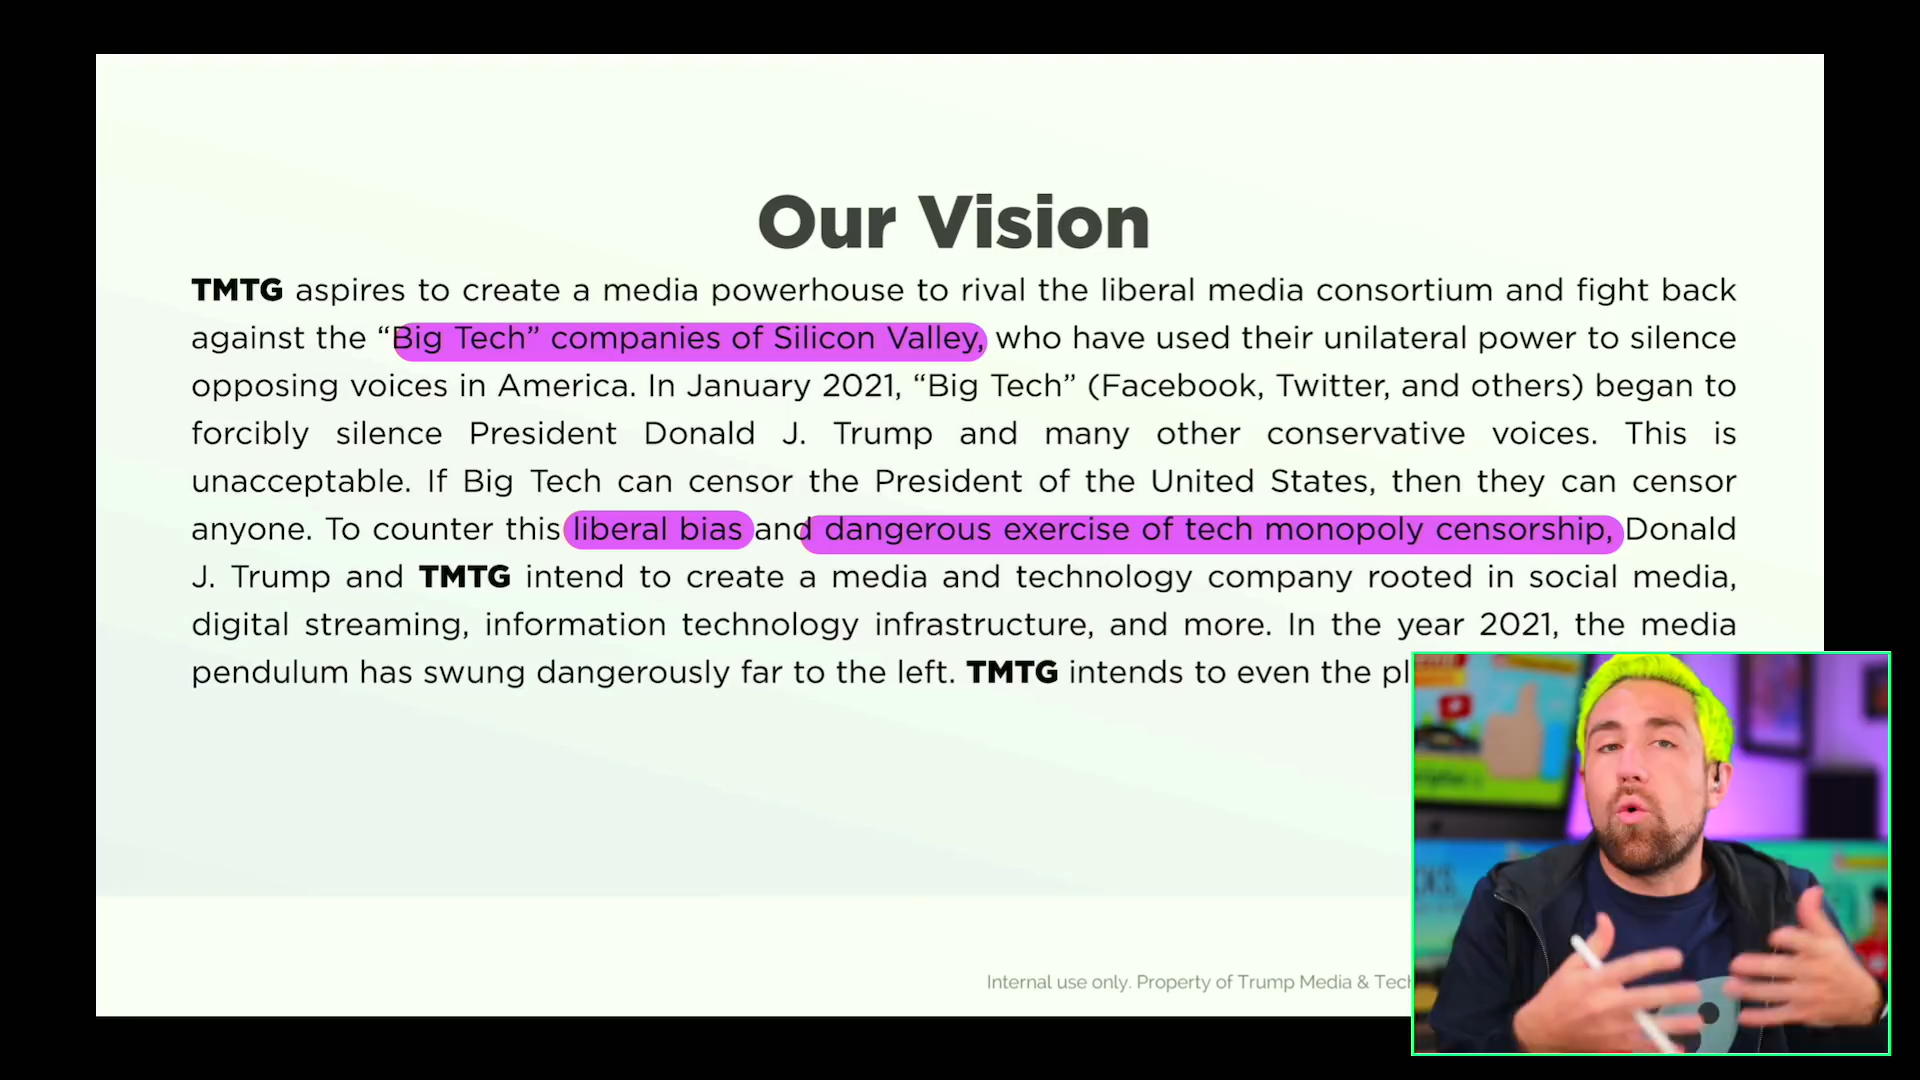 Our Vision
TMTG aspires to create a media powerhouse to rival the liberal media consortium and fight back
against the “Big Tech” companies of Silicon Valley, who have used their unilateral power to silence
opposing voices in America. In January 2021, “Big Tech” (Facebook, Twitter, and others) began to
forcibly silence President Donald J. Trump and many other conservative voices. This is
unacceptable. If Big Tech can censor the President of the United States, then they can censor
anyone. To counter this liberal bias and dangerous exercise of tech monopoly censorship, Donald
J. Trump and TMTG intend to create a media and technology company rooted in social media,
digital streaming, information technology infrastructure, and more. In the year 2021, the media
pendulum has swung dangerously far to the left. TMTG intends to even the
Internal use only. Property of Trump Media &